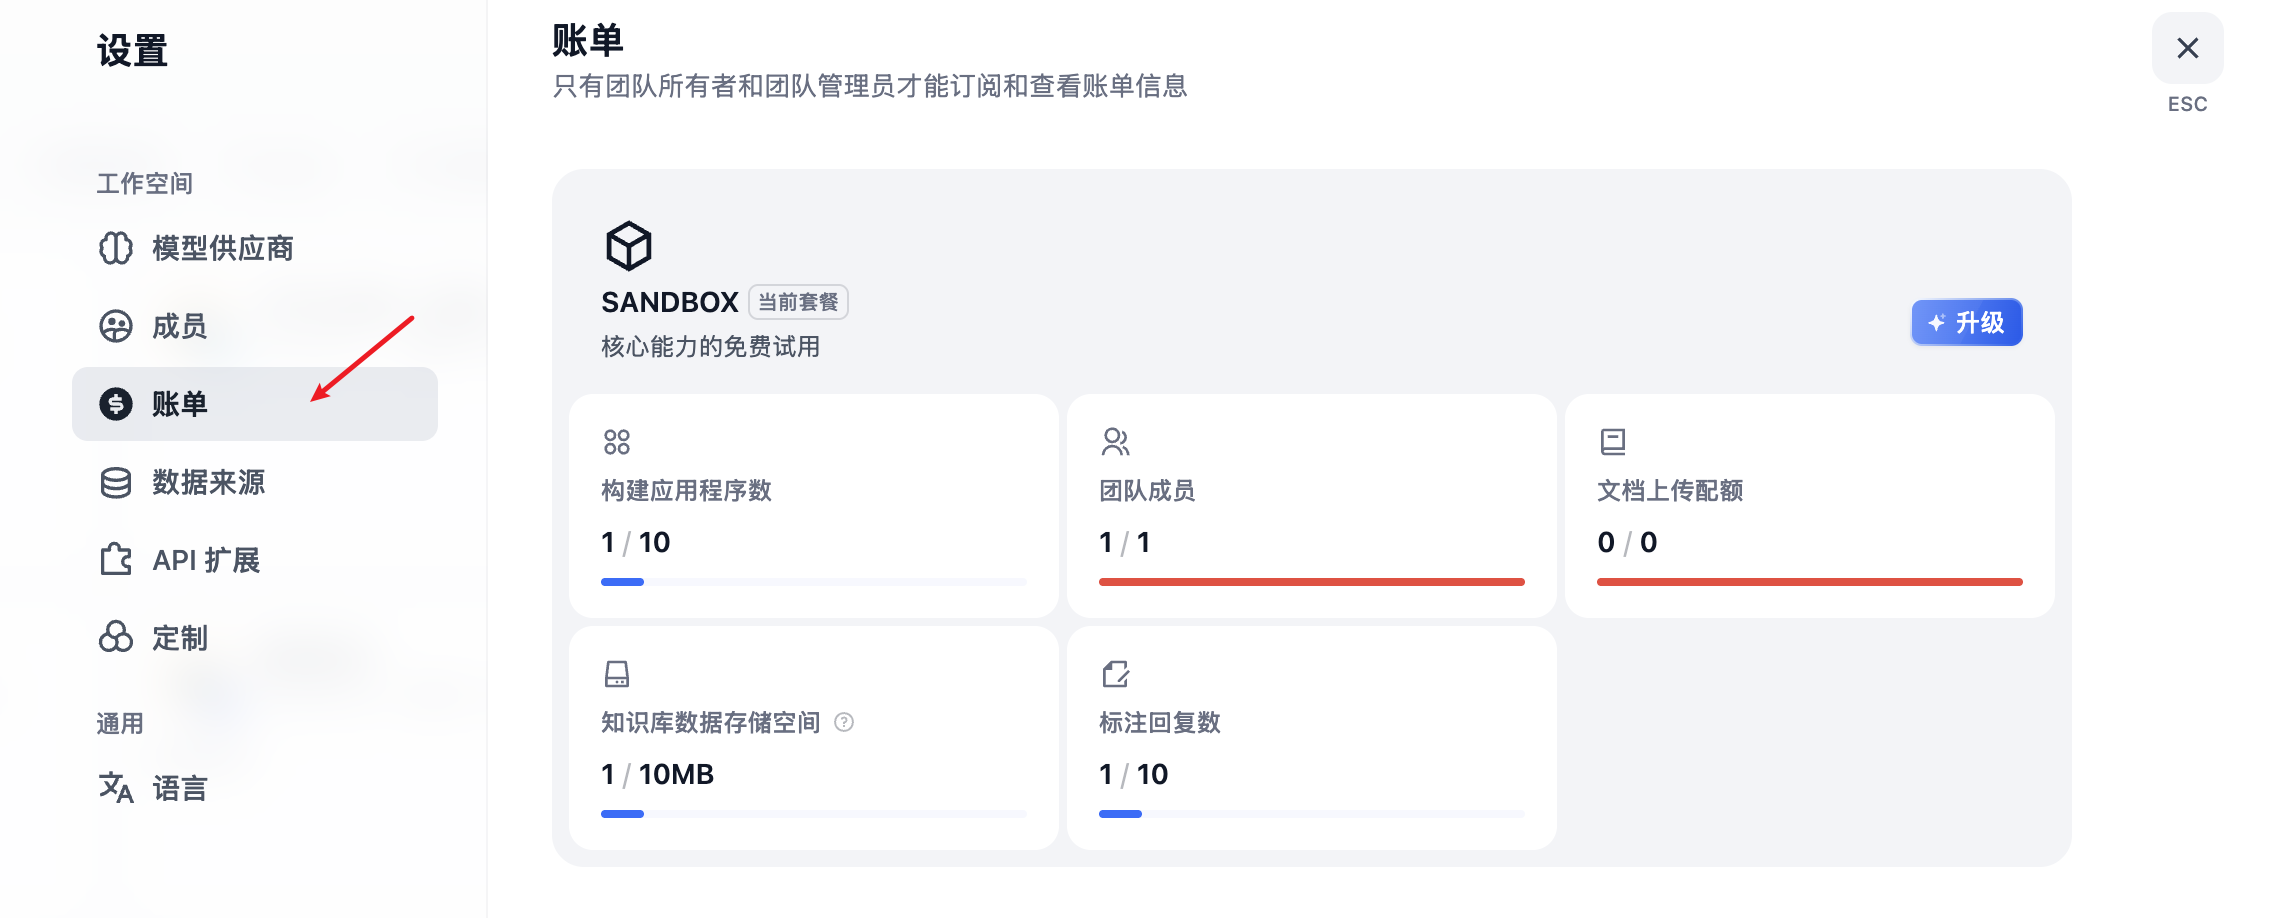 设置
工作空间
模型供应商
成员
账单
数据来源
API 扩展
定制
通用
语言
账单
只有团队所有者和团队管理员才能订阅和查看账单信息
ESC
SANDBOX 当前套餐
核心能力的免费试用
升级
构建应用程序数
1 / 10
团队成员
1 / 1
文档上传配额
0 / 0
知识库数据存储空间
1 / 10MB
标注回复数
1 / 10